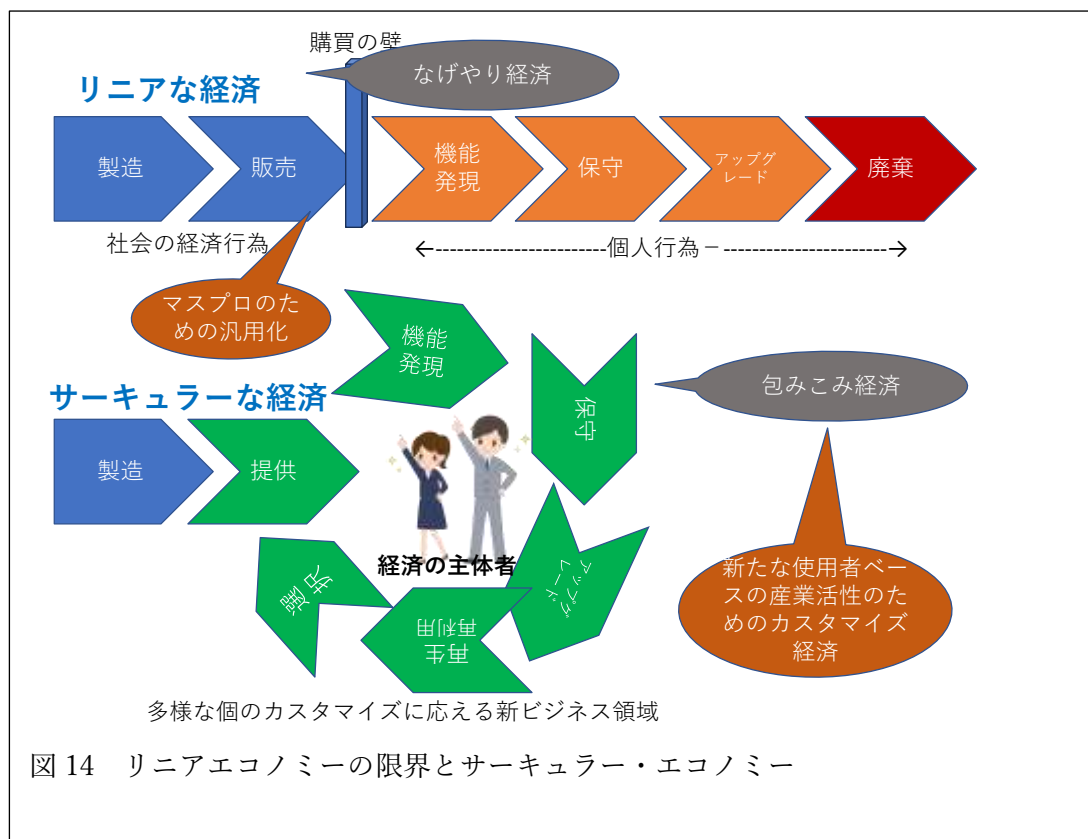 購買の壁
なげやり経済
リニアな経済
製造
販売
機能
発現
保守
アップグ
レード
廃棄
社会の経済行為
←-------------------------個人行為－-----------------------→
マスプロのた
めの汎用化
機能
発現
保守
包みこみ経済
サーキュラーな経済
製造
提供
経済の主体者
アップグ
レード
再生
再利用
新たな使用者ベー
スの産業活性のた
めのカスタマイズ
経済
多様な個のカスタマイズに応える新ビジネス領域
図 14　リニアエコノミーの限界とサーキュラー・エコノミー